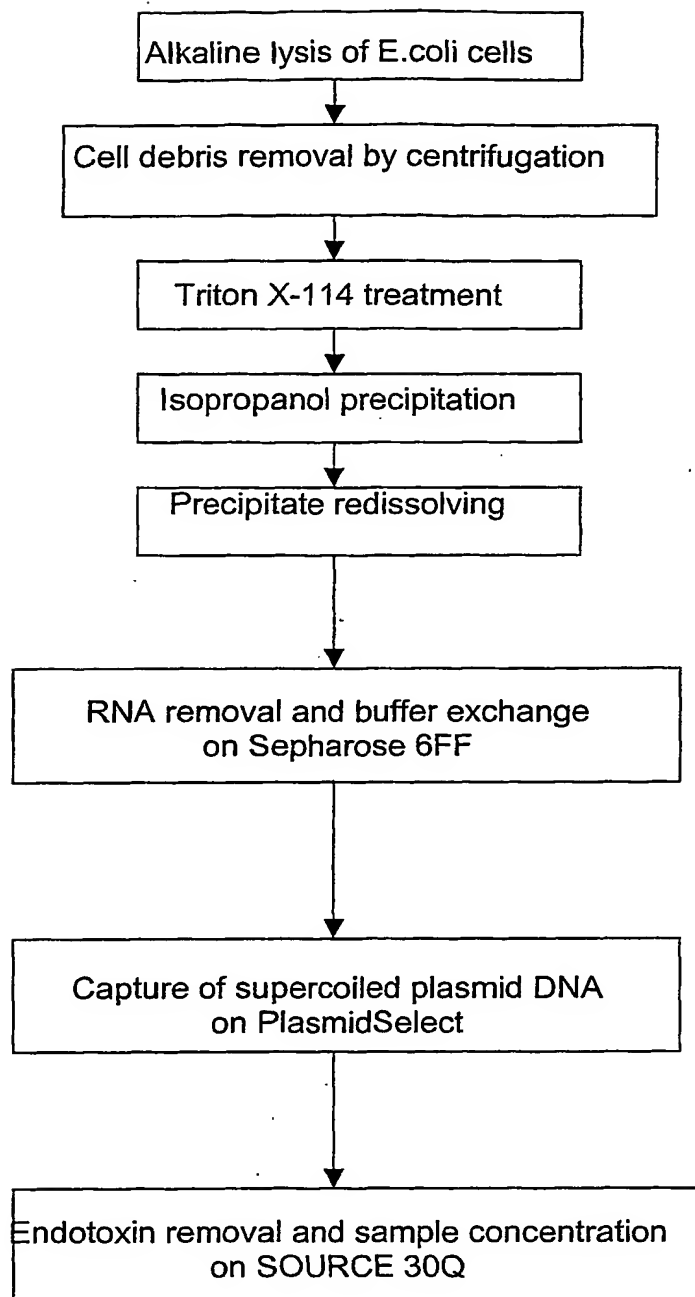 Alkaline lysis of E.coli cells
Cell debris removal by centrifugation
Triton X-114 treatment
Isopropanol precipitation
Precipitate redissolving
RNA removal and buffer exchange
on Sepharose 6FF
Capture of supercoiled plasmid DNA
on PlasmidSelect
Endotoxin removal and sample concentration
on SOURCE 30Q